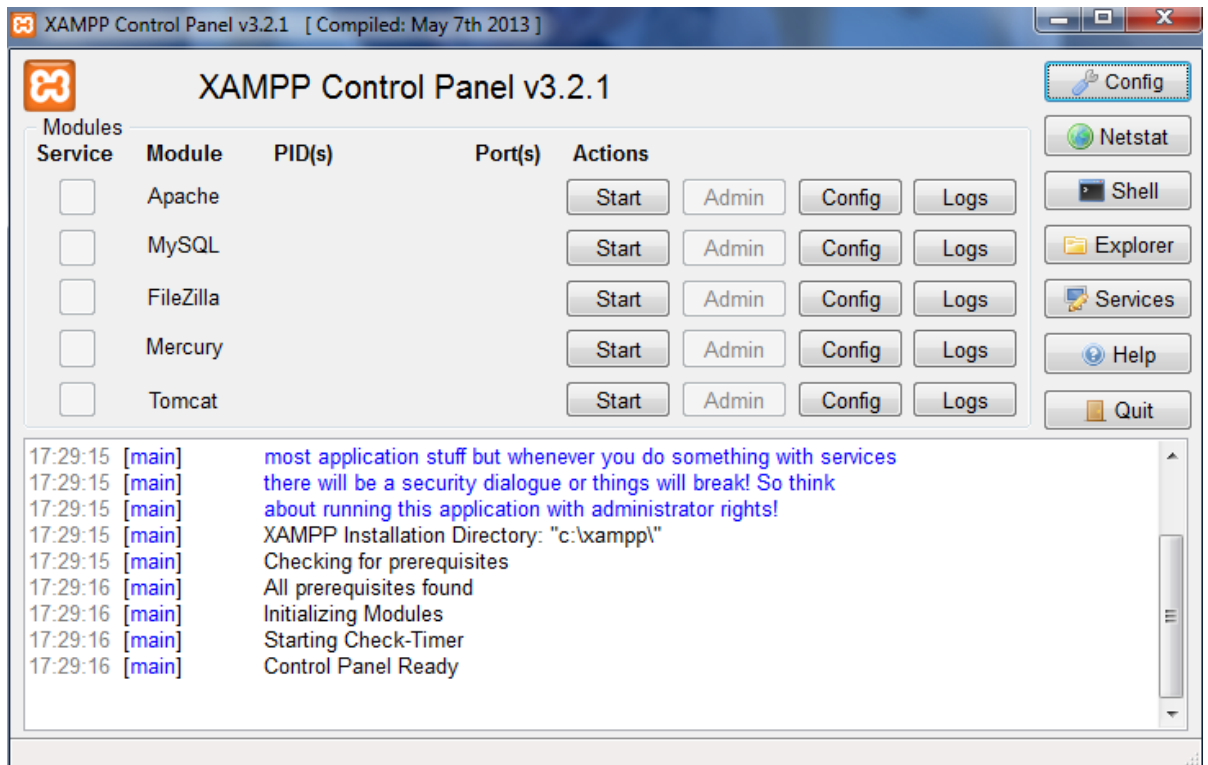 XAMPP Control Panel v3.2.1 [ Compiled: May 7th 2013 ]
XAMPP Control Panel v3.2.1
Config
Modules
Netstat
Service Module PID(s) Port(s) Actions
Apache Start Admin Config Logs
Shell
MySQL Start Admin Config Logs
Explorer
FileZilla Start Admin Config Logs
Services
Mercury Start Admin Config Logs
Help
Tomcat Start Admin Config Logs
Quit
17:29:15 [main] most application stuff but whenever you do something with services
17:29:15 [main] there will be a security dialogue or things will break! So think
17:29:15 [main] about running this application with administrator rights!
17:29:15 [main] XAMPP Installation Directory: "c:\xampp\"
17:29:15 [main] Checking for prerequisites
17:29:16 [main] All prerequisites found
17:29:16 [main] Initializing Modules
17:29:16 [main] Starting Check-Timer
17:29:16 [main] Control Panel Ready